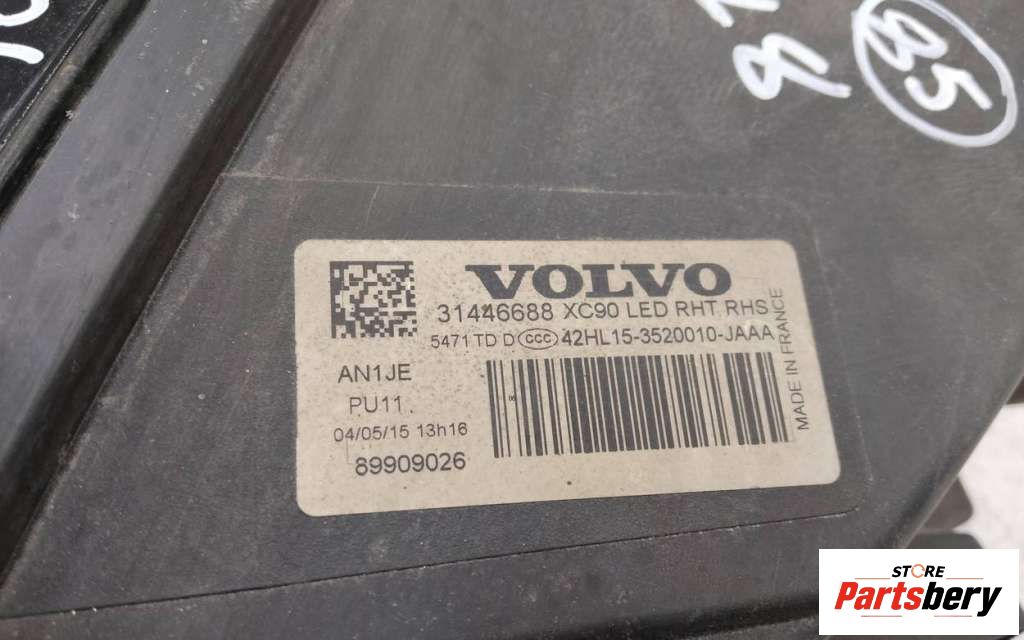 85
VOLVO
31446688 XC90 LED RHT RHS
5471 TD D CCC 42HL15-3520010-JAAA
MADE IN FRANCE
AN1JE
PU11.
04/05/15 13h16
89909026
STORE
Partsbery